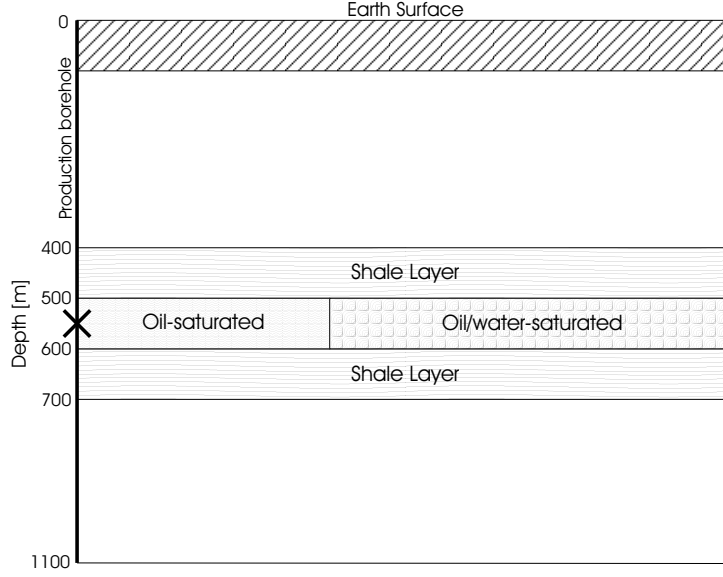 Earth Surface
0
Production borehole
400
Shale Layer
500
Oil-saturated
Oil/water-saturated
Depth [m]
600
Shale Layer
700
1100